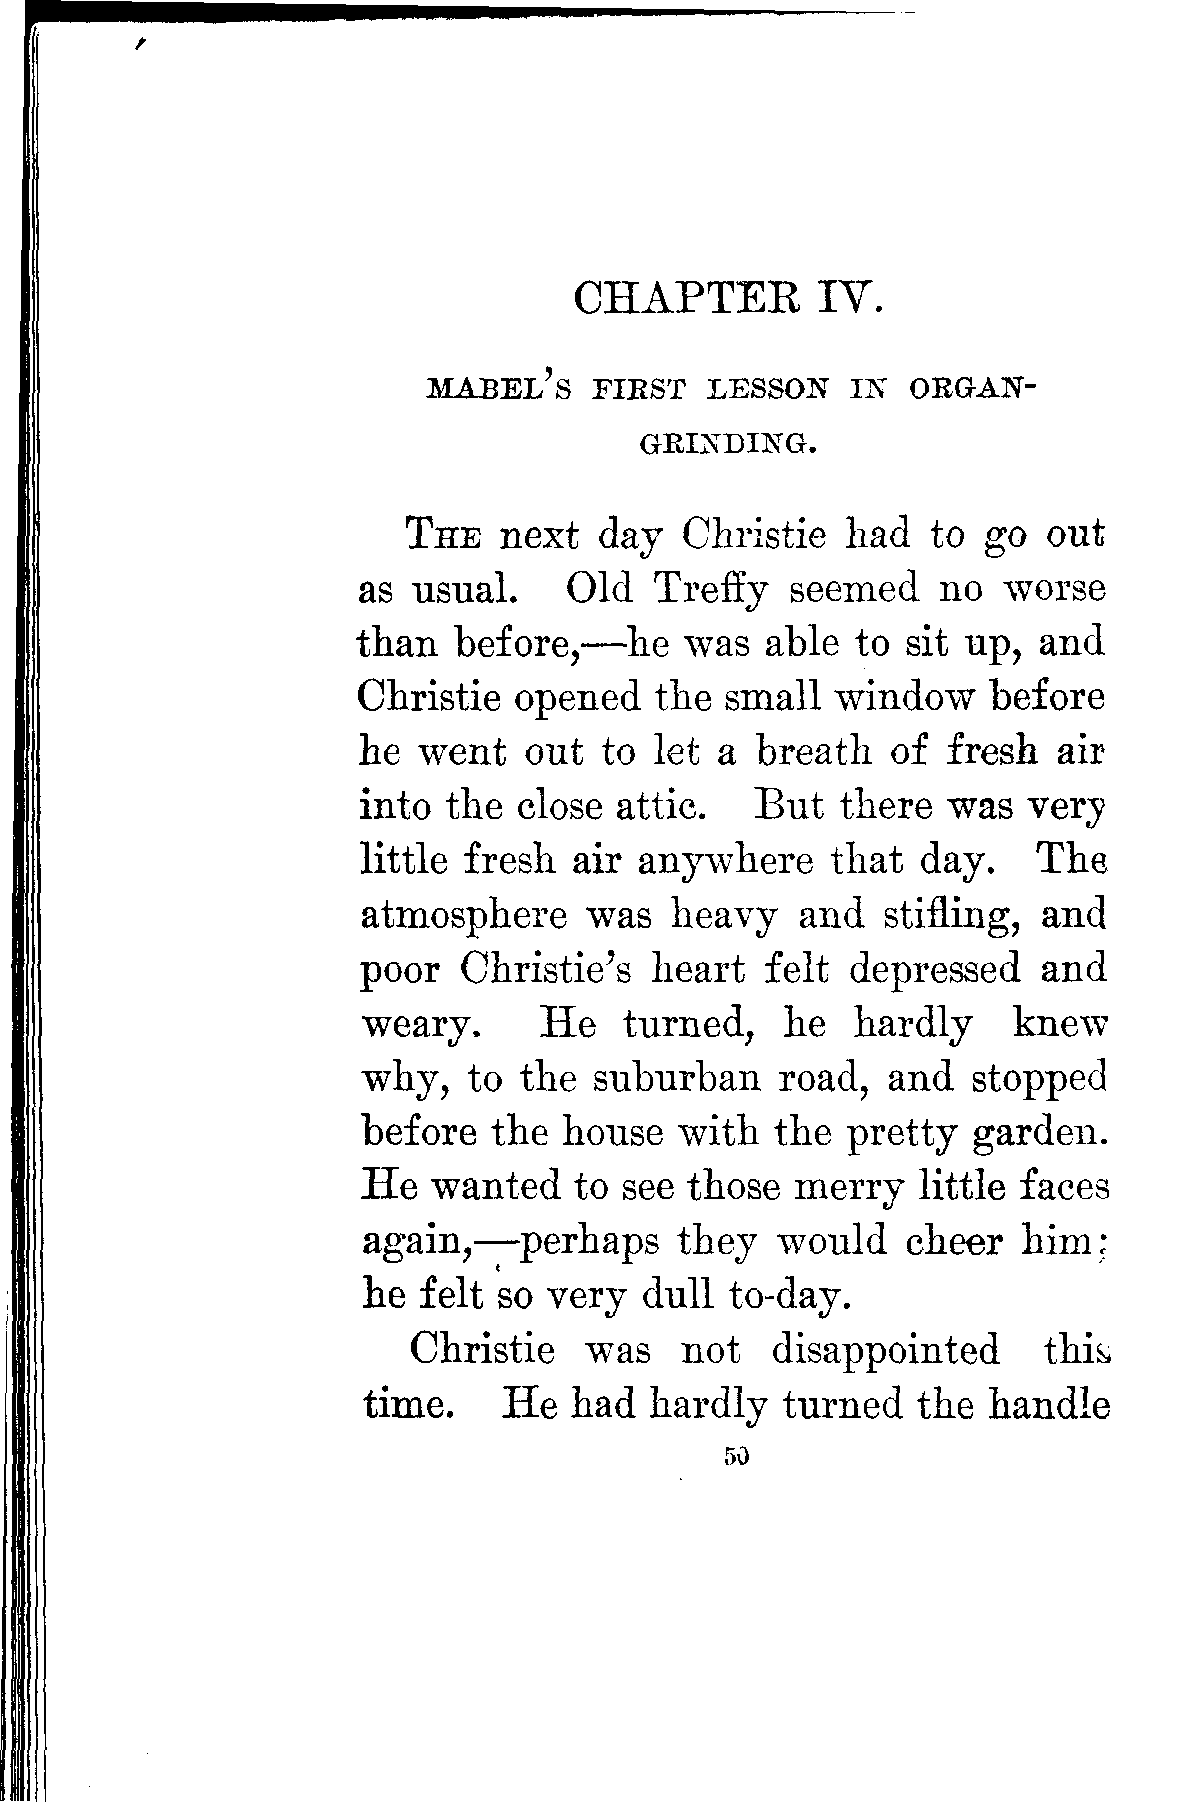 CHAPTER IV.
MABEL'S FIRST LESSON IN ORGAN-
GRINDING.
THE next day Christie had to go out
as usual. Old Treffy seemed no worse
than before,—he was able to sit up, and
Christie opened the small window before
he went out to let a breath of fresh air
into the close attic. But there was very
little fresh air anywhere that day. The
atmosphere was heavy and stifling, and
poor Christie's heart felt depressed and
weary. He turned, he hardly knew
why, to the suburban road, and stopped
before the house with the pretty garden.
He wanted to see those merry little faces
again,—perhaps they would cheer him;
he felt so very dull to-day.
Christie was not disappointed this
time. He had hardly turned the handle
50